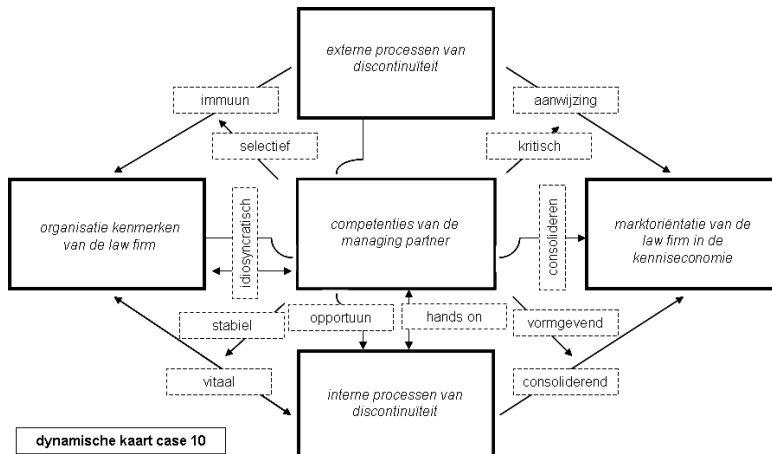 externe processen van
discontinuïteit
immuun
aanwijzing
selectief
kritisch
organisatie kenmerken
van de law firm
idiosyncratisch
competenties van de
managing partner
consolideren
marktoriëntatie van de
law firm in de
kenniseconomie
stabiel
opportuun
hands on
vormgevend
vitaal
interne processen van
discontinuïteit
consoliderend
dynamische kaart case 10